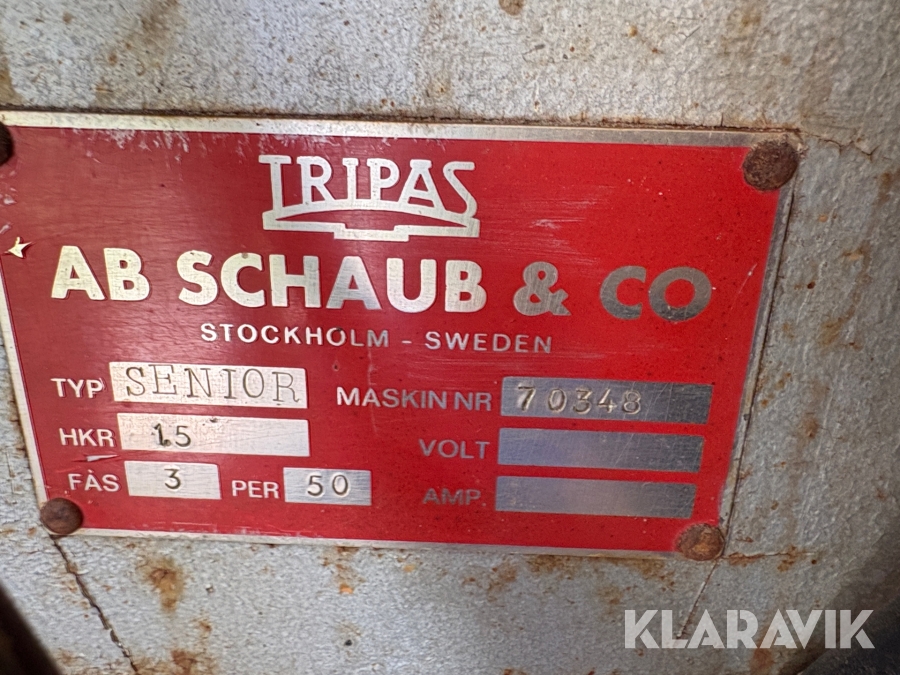 TRIPAS
AB SCHAUB & CO
STOCKHOLM - SWEDEN
TYP SENIOR MASKIN NR 70348
HKR 1.5 VOLT
FÅS 3 PER 50 AMP.
KLARAVIK